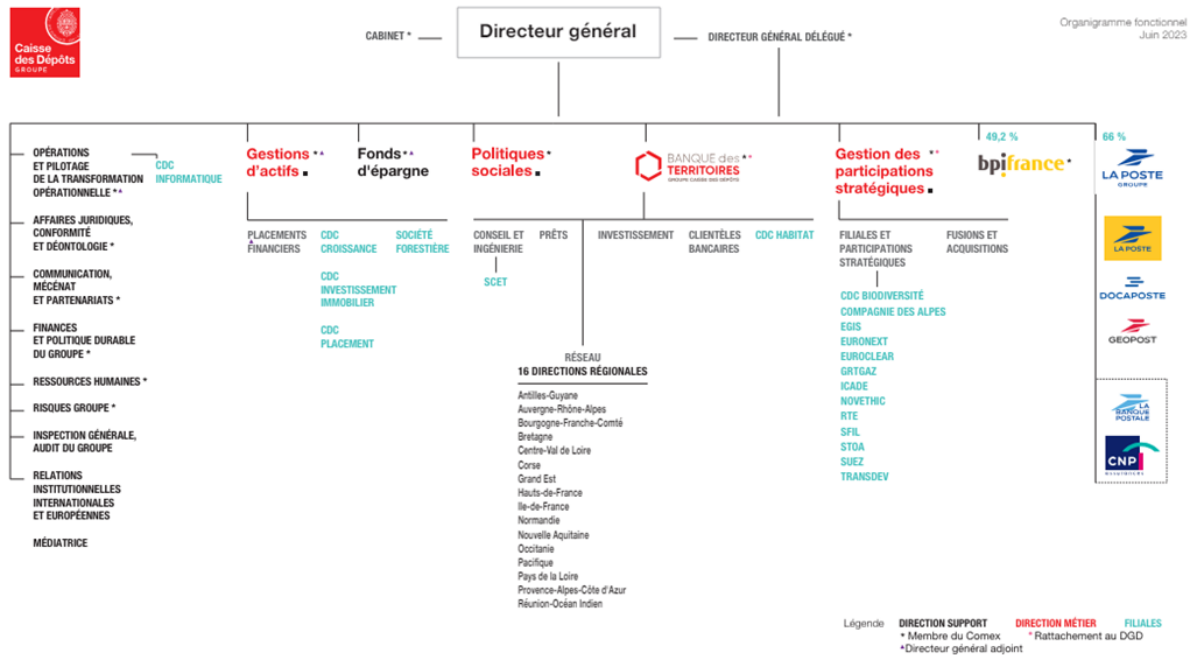 Caisse
des Dépôts
GROUPE
CABINET *
Directeur général
DIRECTEUR GÉNÉRAL DÉLÉGUÉ *
Organigramme fonctionnel
Juin 2023
OPÉRATIONS
ET PILOTAGE
DE LA TRANSFORMATION
OPÉRATIONNELLE *▲
CDC
INFORMATIQUE
AFFAIRES JURIDIQUES,
CONFORMITÉ
ET DÉONTOLOGIE *
COMMUNICATION,
MÉCÉNAT
ET PARTENARIATS *
FINANCES
ET POLITIQUE DURABLE
DU GROUPE *
RESSOURCES HUMAINES *
RISQUES GROUPE *
INSPECTION GÉNÉRALE,
AUDIT DU GROUPE
RELATIONS
INSTITUTIONNELLES
INTERNATIONALES
ET EUROPÉENNES
MÉDIATRICE
Gestions *▲
d'actifs ■
Fonds *▲
d'épargne
PLACEMENTS
FINANCIERS
▲
CDC
CROISSANCE
CDC
INVESTISSEMENT
IMMOBILIER
CDC
PLACEMENT
SOCIÉTÉ
FORESTIÈRE
Politiques *
sociales ■
BANQUE des **
TERRITOIRES
GROUPE CAISSE DES DÉPÔTS
CONSEIL ET
INGÉNIERIE
SCET
PRÊTS
INVESTISSEMENT
CLIENTÈLES
BANCAIRES
CDC HABITAT
RÉSEAU
16 DIRECTIONS RÉGIONALES
Antilles-Guyane
Auvergne-Rhône-Alpes
Bourgogne-Franche-Comté
Bretagne
Centre-Val de Loire
Corse
Grand Est
Hauts-de-France
Ile-de-France
Normandie
Nouvelle Aquitaine
Occitanie
Pacifique
Pays de la Loire
Provence-Alpes-Côte d'Azur
Réunion-Océan Indien
Gestion des **
participations
stratégiques ■
FILIALES ET
PARTICIPATIONS
STRATÉGIQUES
CDC BIODIVERSITÉ
COMPAGNIE DES ALPES
EGIS
EURONEXT
EUROCLEAR
GRTGAZ
ICADE
NOVETHIC
RTE
SFIL
STOA
SUEZ
TRANSDEV
FUSIONS ET
ACQUISITIONS
49,2 %
bpifrance *
66 %
LA POSTE
GROUPE
LA POSTE
DOCAPOSTE
GEOPOST
LA
BANQUE
POSTALE
CNP
Légende DIRECTION SUPPORT DIRECTION MÉTIER FILIALES
* Membre du Comex * Rattachement au DGD
▲Directeur général adjoint